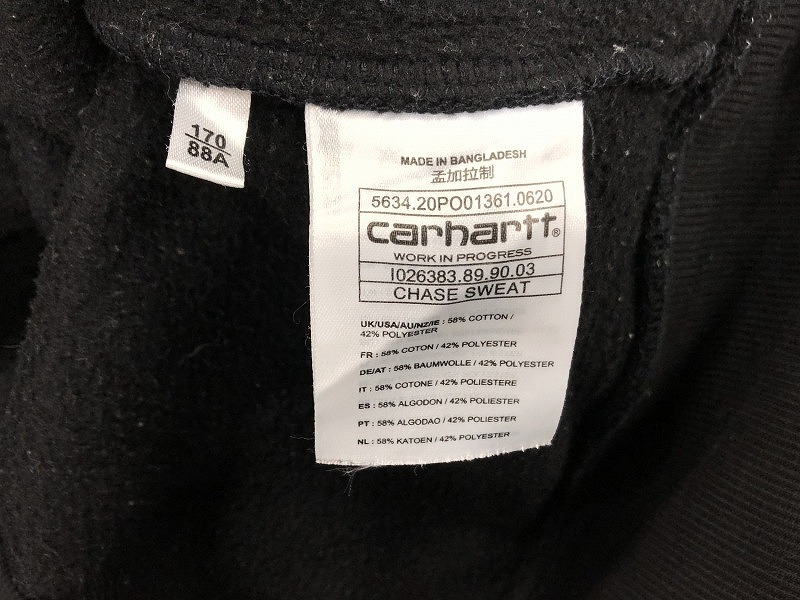 170
88A
MADE IN BANGLADESH
孟加拉制
5634.20PO01361.0620
carhartt®
WORK IN PROGRESS
I026383.89.90.03
CHASE SWEAT
UK/USA/AU/NZ/IE : 58% COTTON /
42% POLYESTER
FR : 58% COTON / 42% POLYESTER
DE/AT : 58% BAUMWOLLE / 42% POLYESTER
IT : 58% COTONE / 42% POLIESTERE
ES : 58% ALGODON / 42% POLIESTER
PT : 58% ALGODAO / 42% POLIESTER
NL : 58% KATOEN / 42% POLYESTER